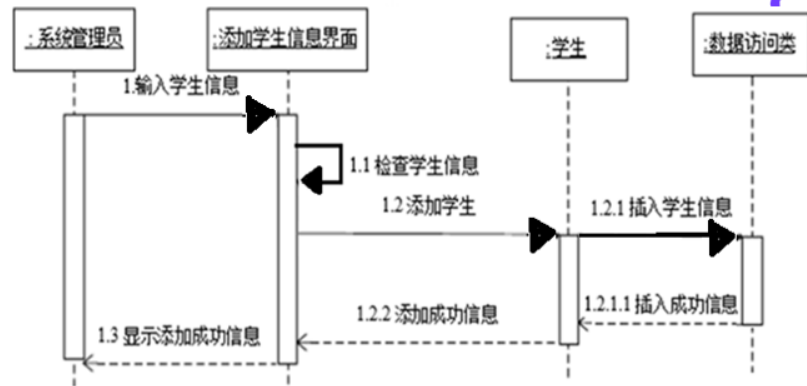 :系统管理员
:添加学生信息界面
:学生
:数据访问类
1.输入学生信息
1.1 检查学生信息
1.2 添加学生
1.2.1 插入学生信息
1.2.1.1 插入成功信息
1.2.2 添加成功信息
1.3 显示添加成功信息